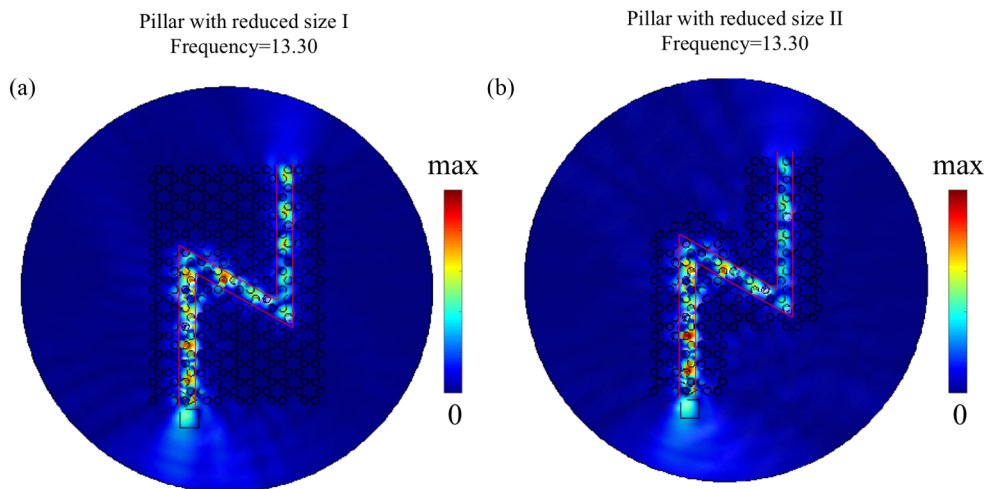 Pillar with reduced size I
Frequency=13.30
(a)
max
0
Pillar with reduced size II
Frequency=13.30
(b)
max
0